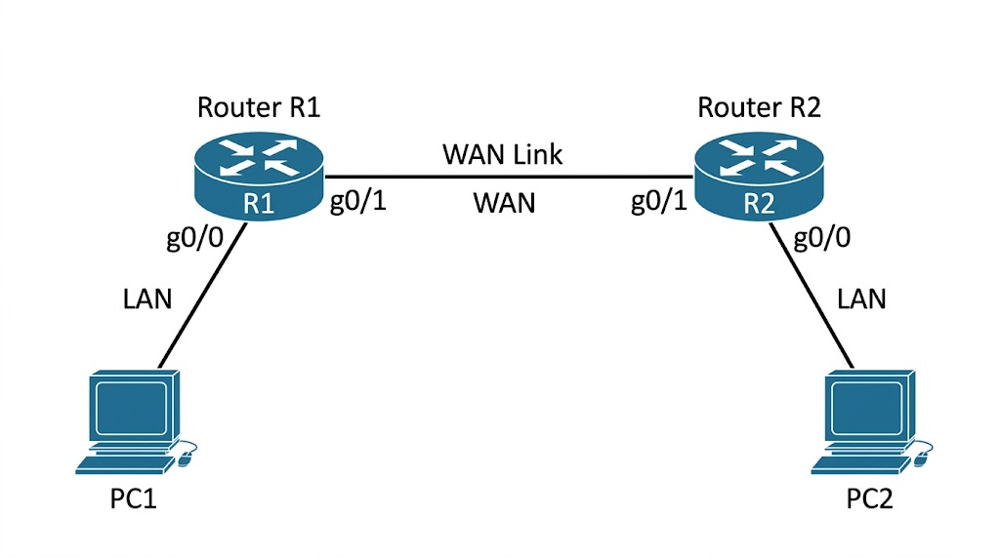 Router R1
Router R2
WAN Link
R1
g0/1
WAN
g0/1
R2
g0/0
g0/0
LAN
LAN
PC1
PC2